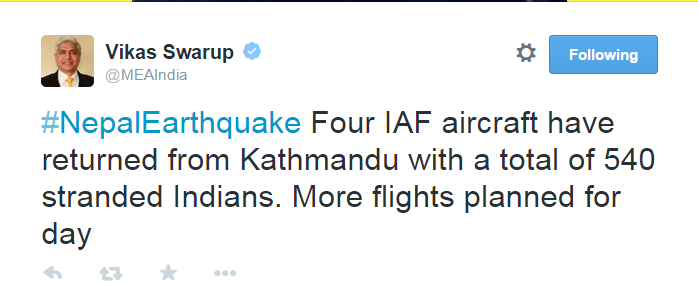 Vikas Swarup
@MEAIndia
Following
#NepalEarthquake Four IAF aircraft have
returned from Kathmandu with a total of 540
stranded Indians. More flights planned for
day